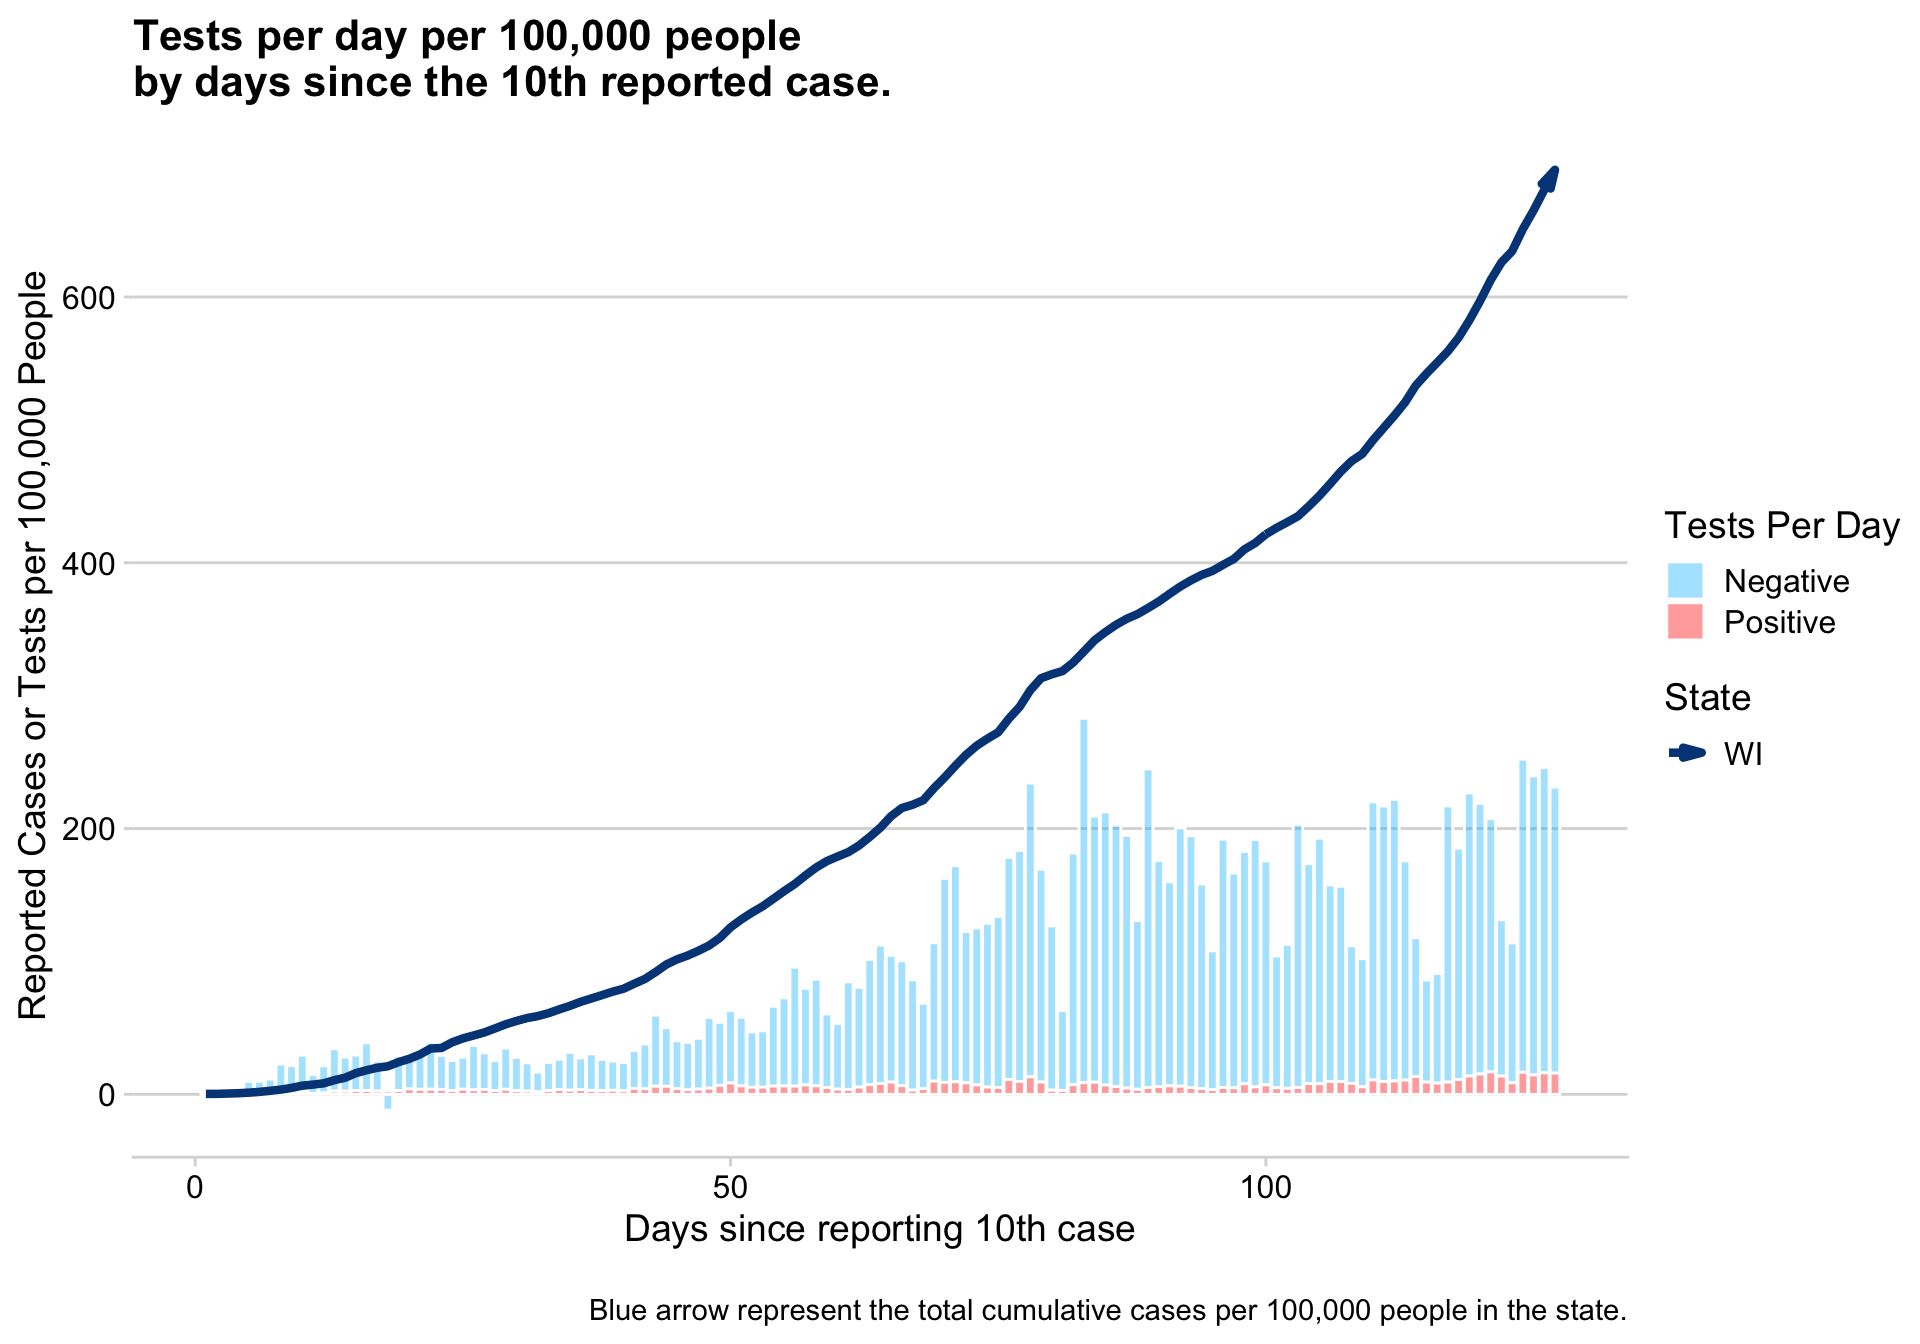 Tests per day per 100,000 people
by days since the 10th reported case.
Reported Cases or Tests per 100,000 People
600
400
200
0
0
50
100
Days since reporting 10th case
Tests Per Day
Negative
Positive
State
WI
Blue arrow represent the total cumulative cases per 100,000 people in the state.